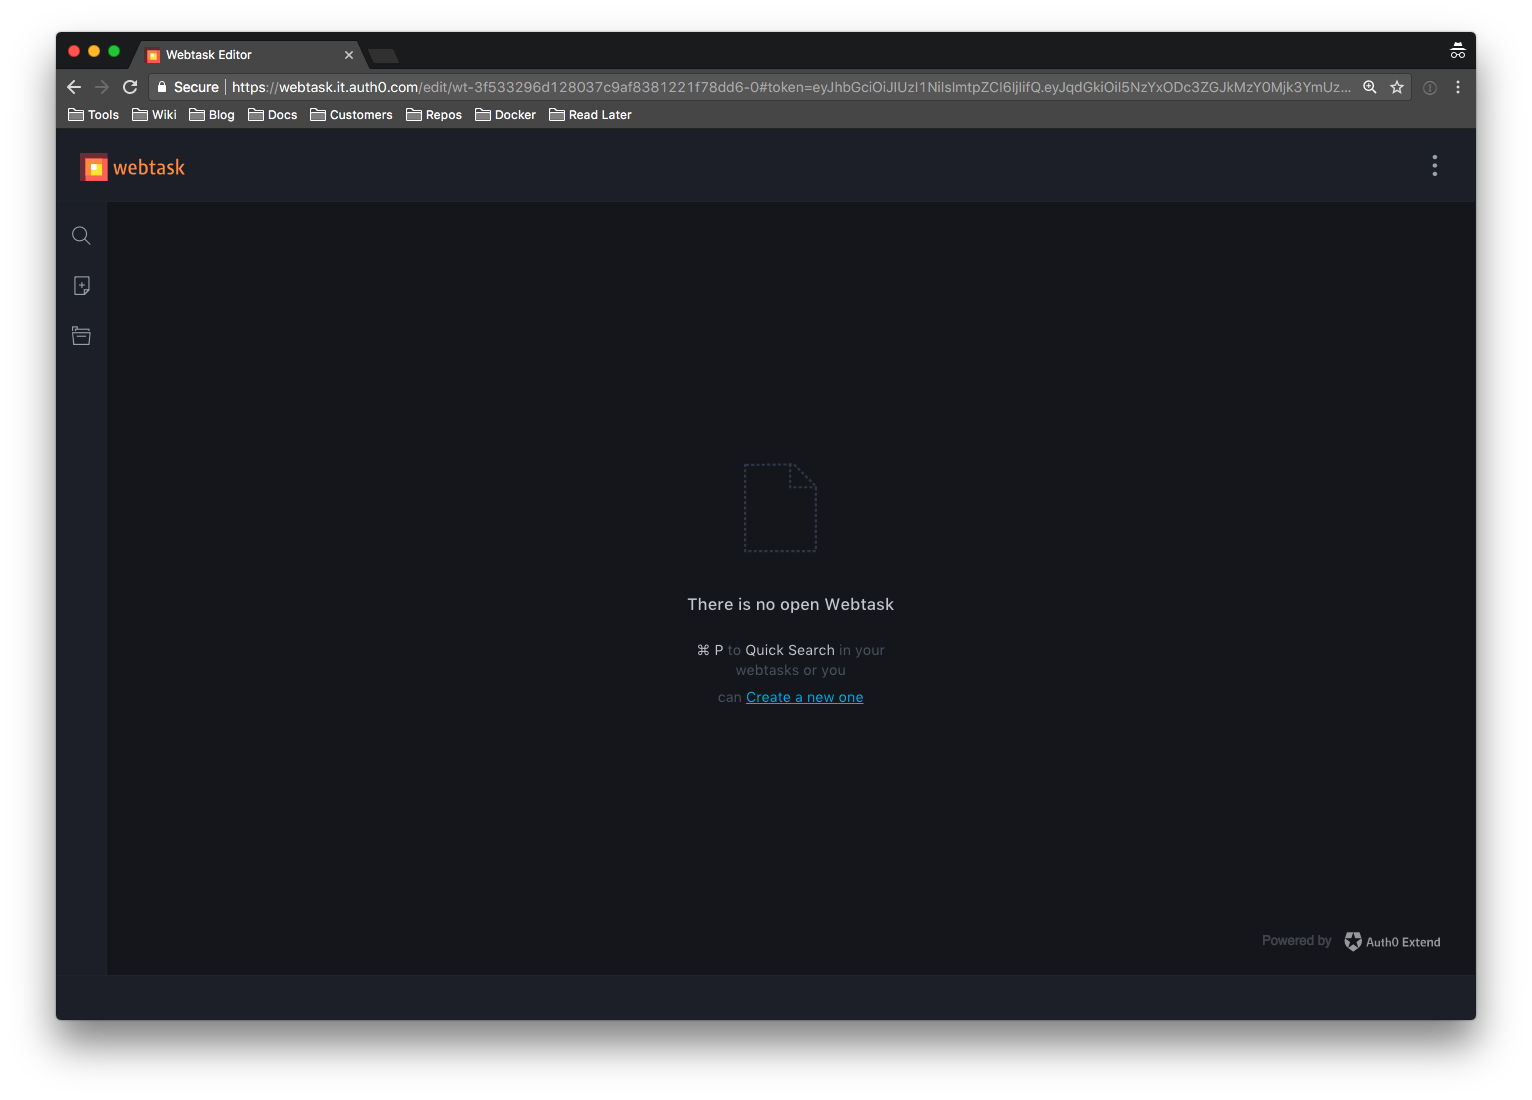 Webtask Editor
Secure | https://webtask.it.auth0.com/edit/wt-3f533296d128037c9af8381221f78dd6-0#token=eyJhbGciOiJIUzI1NiIsImtpZCI6IjIifQ.eyJqdGkiOiI5NzYxODc3ZGJkMzY0Mjk3YmUz...
Tools Wiki Blog Docs Customers Repos Docker Read Later
webtask
There is no open Webtask
⌘ P to Quick Search in your
webtasks or you
can Create a new one
Powered by Auth0 Extend